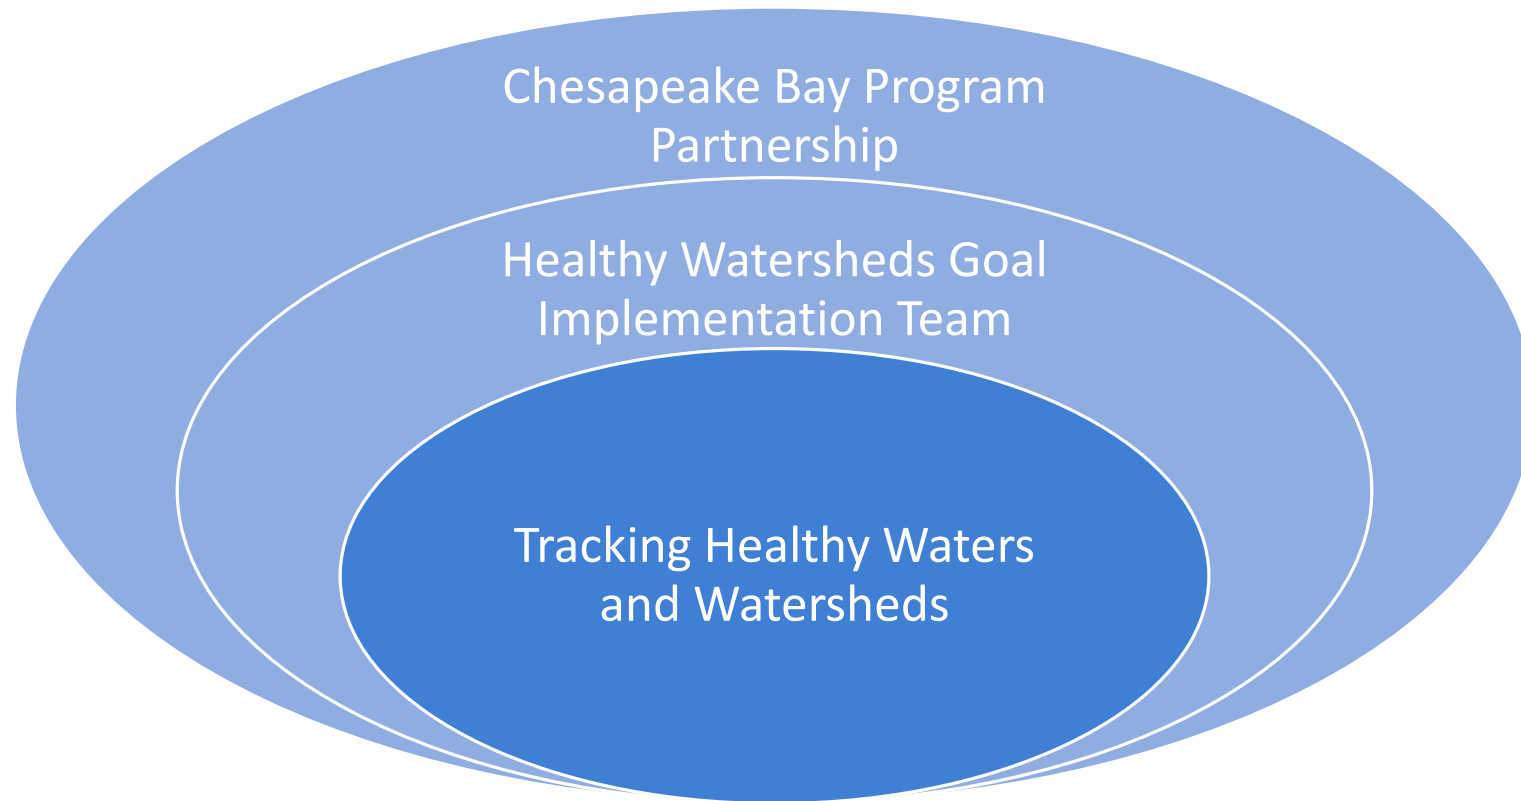 Chesapeake Bay Program
Partnership
Healthy Watersheds Goal
Implementation Team
Tracking Healthy Waters
and Watersheds